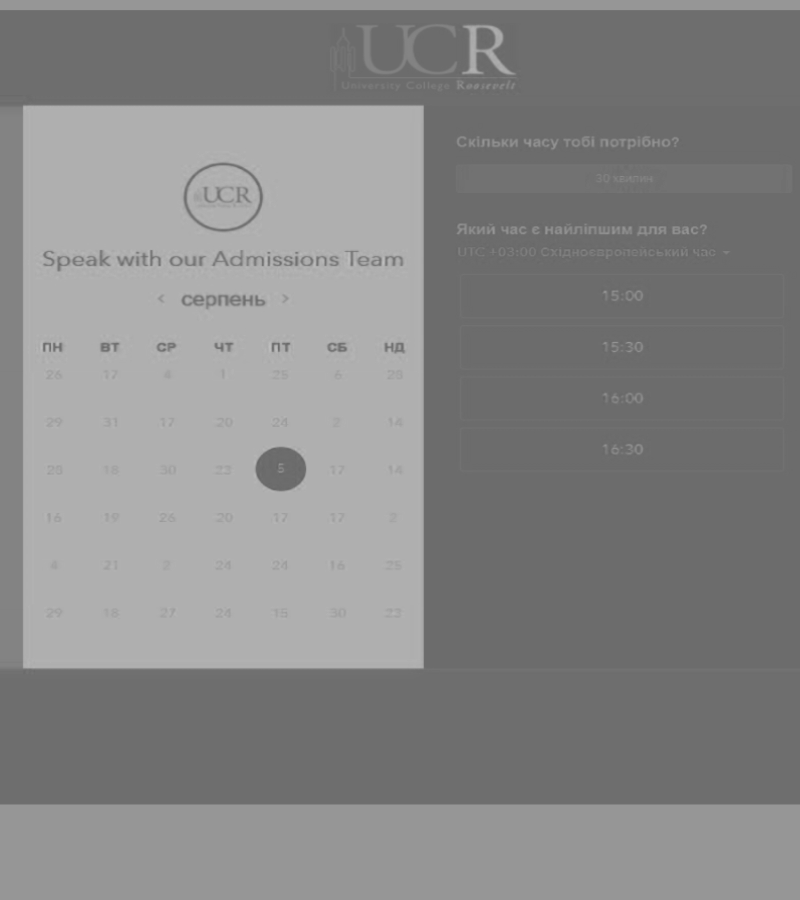 UCR
University College Roosevelt
UCR
Speak with our Admissions Team
< серпень >
ПН ВТ СР ЧТ ПТ СБ НД
26 17 4 1 25 6 20
29 31 17 20 24 2 14
20 18 30 22 5 17 14
16 19 26 20 17 17 2
4 21 2 24 24 16 25
29 18 27 24 15 30 22
Скільки часу тобі потрібно?
30 хвилин
Який час є найліпшим для вас?
UTC +03:00 Східноєвропейський час
15:00
15:30
16:00
16:30